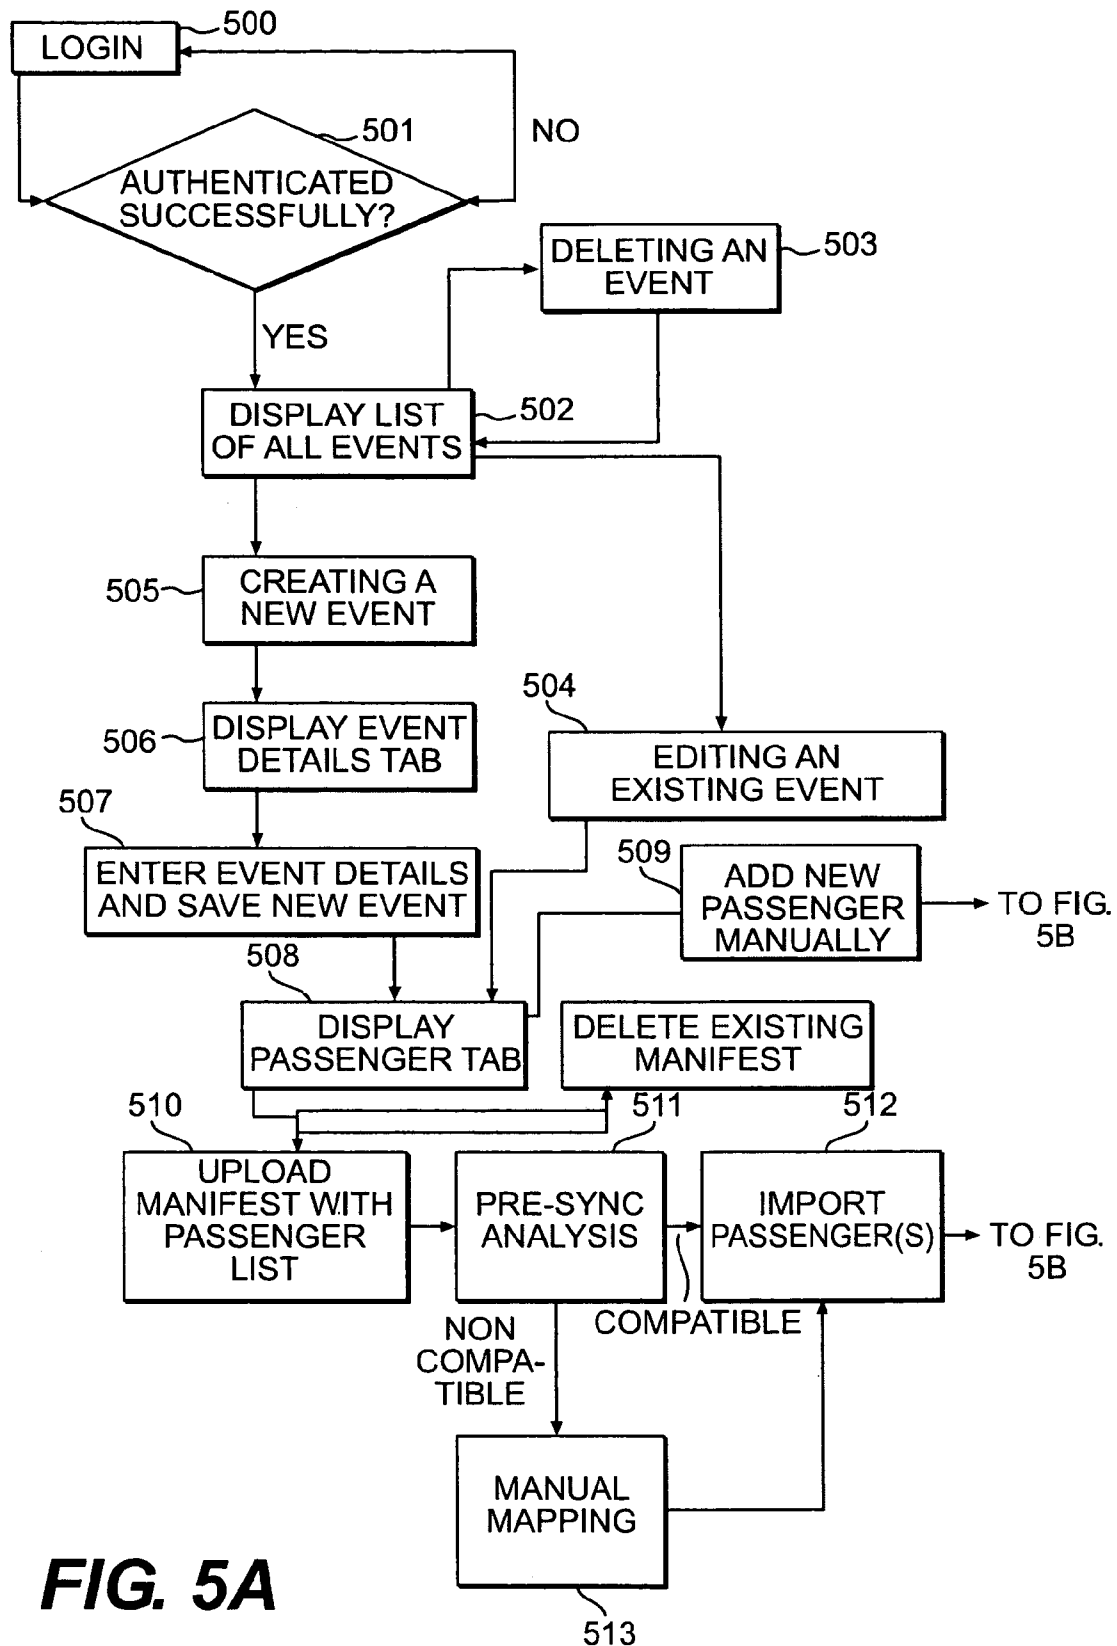 500
LOGIN
501
NO
AUTHENTICATED
SUCCESSFULLY?
503
DELETING AN
EVENT
YES
502
DISPLAY LIST
OF ALL EVENTS
505
CREATING A
NEW EVENT
504
506
DISPLAY EVENT
DETAILS TAB
EDITING AN
EXISTING EVENT
507
ENTER EVENT DETAILS
AND SAVE NEW EVENT
509
ADD NEW
PASSENGER
MANUALLY
TO FIG.
5B
508
DISPLAY
PASSENGER TAB
DELETE EXISTING
MANIFEST
510
511
512
UPLOAD
MANIFEST WITH
PASSENGER
LIST
PRE-SYNC
ANALYSIS
IMPORT
PASSENGER(S)
TO FIG.
5B
COMPATIBLE
NON
COMPA-
TIBLE
MANUAL
MAPPING
513
FIG. 5A